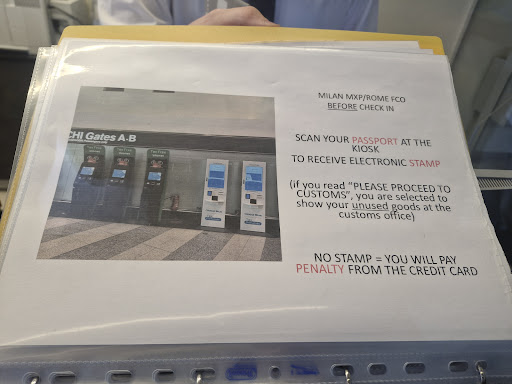 CHI Gates A-B
MILAN MXP/ROME FCO
BEFORE CHECK IN
SCAN YOUR PASSPORT AT THE
KIOSK
TO RECEIVE ELECTRONIC STAMP
(if you read "PLEASE PROCEED TO
CUSTOMS", you are selected to
show your unused goods at the
customs office)
NO STAMP = YOU WILL PAY
PENALTY FROM THE CREDIT CARD